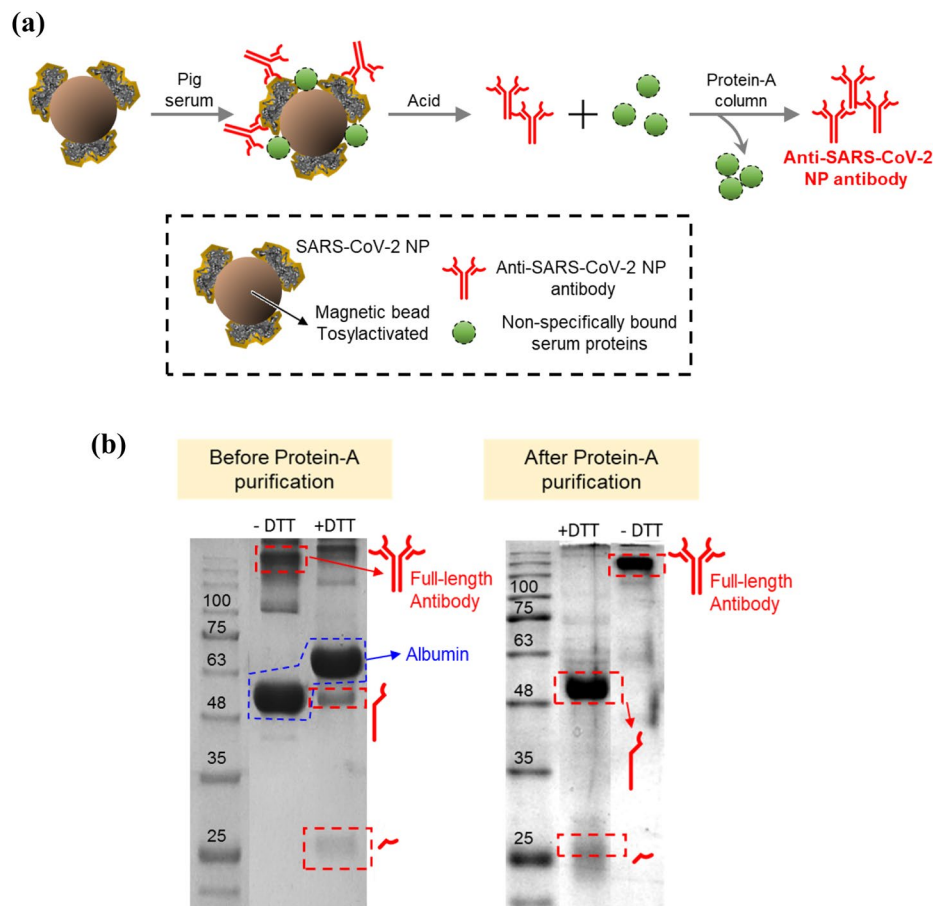 (a)
Pig
serum
Acid
Protein-A
column
Anti-SARS-CoV-2
NP antibody
SARS-CoV-2 NP
Magnetic bead
Tosylactivated
Anti-SARS-CoV-2 NP
antibody
Non-specifically bound
serum proteins
(b)
Before Protein-A
purification
- DTT +DTT
100
75
63
48
35
25
Full-length
Antibody
Albumin
After Protein-A
purification
+DTT - DTT
100
75
63
48
35
25
Full-length
Antibody